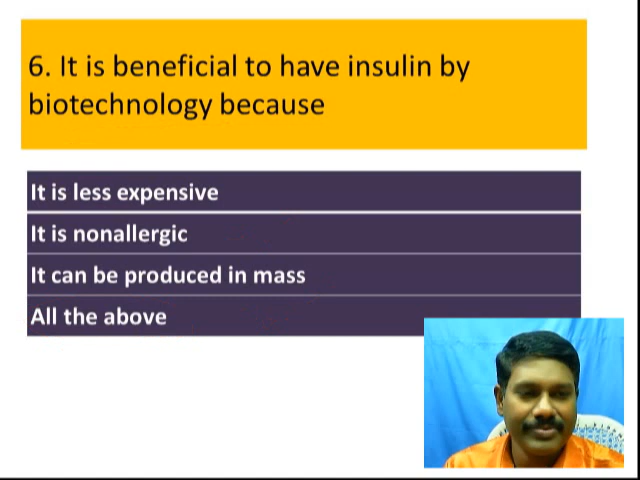 6. It is beneficial to have insulin by
biotechnology because
It is less expensive
It is nonallergic
It can be produced in mass
All the above